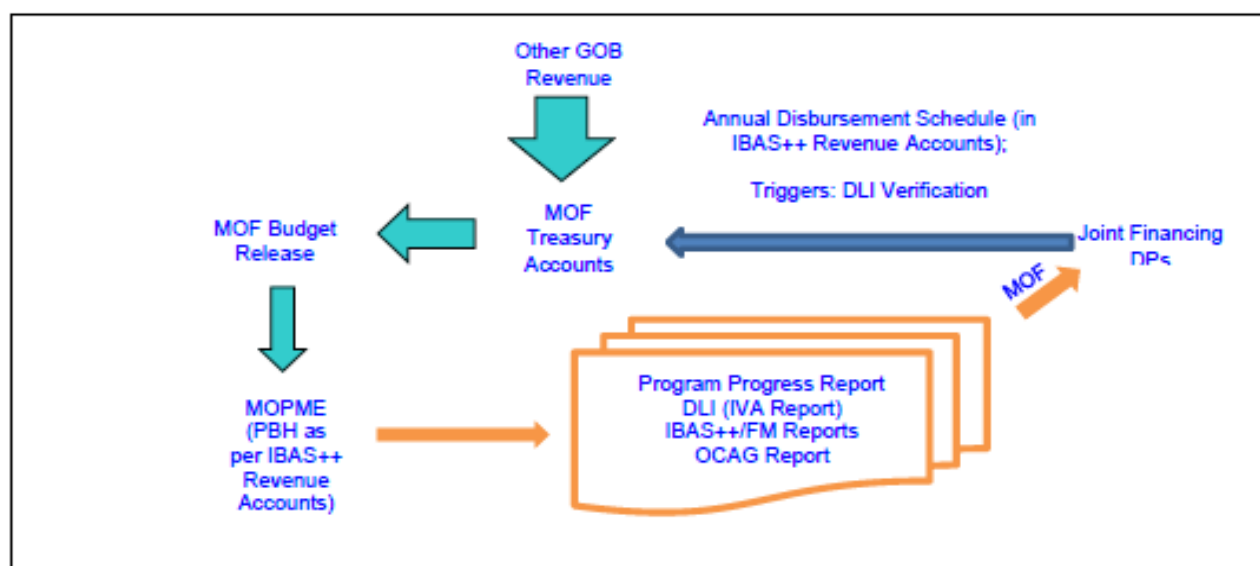 Other GOB
Revenue
Annual Disbursement Schedule (in
IBAS++ Revenue Accounts);
Triggers: DLI Verification
MOF Budget
Release
MOF
Treasury
Accounts
Joint Financing
DPs
MOF
MOPME
(PBH as
per IBAS++
Revenue
Accounts)
Program Progress Report
DLI (IVA Report)
IBAS++/FM Reports
OCAG Report